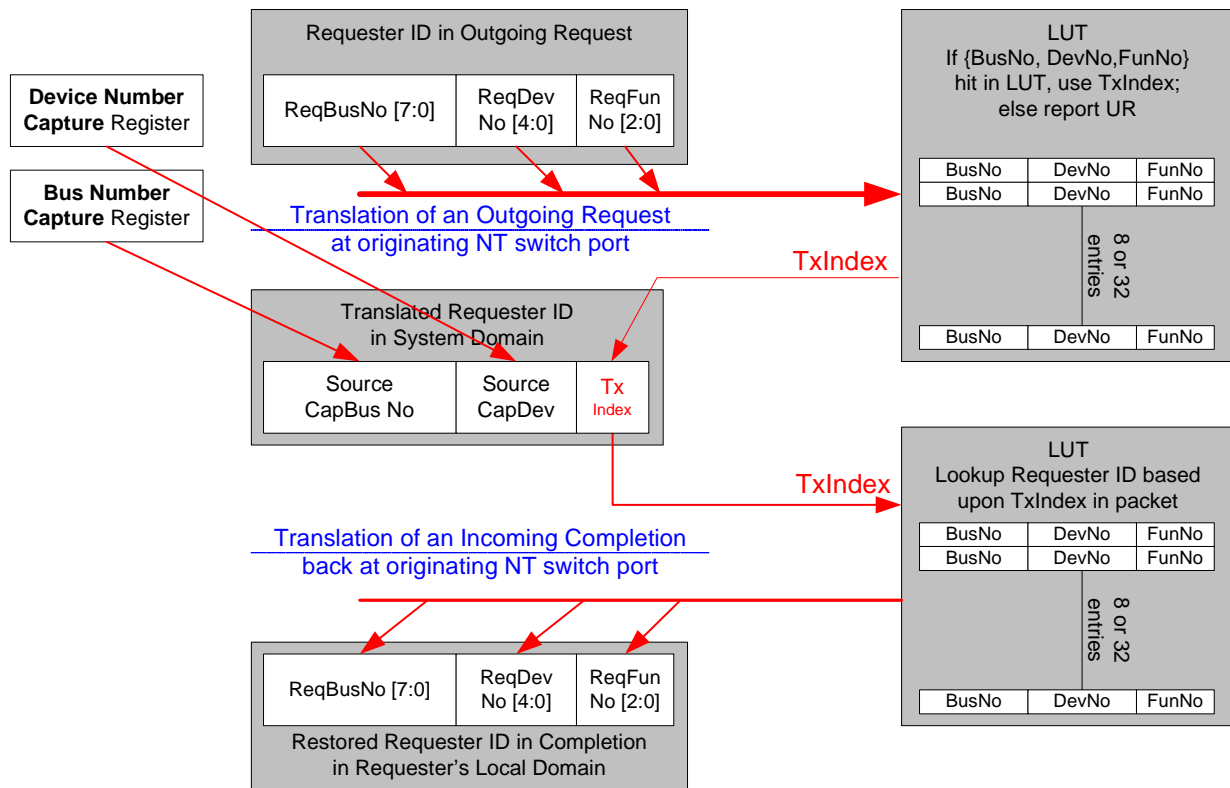 Requester ID in Outgoing Request
ReqBusNo [7:0]
ReqDev
No [4:0]
ReqFun
No [2:0]
Device Number
Capture Register
Bus Number
Capture Register
LUT
If {BusNo, DevNo,FunNo}
hit in LUT, use TxIndex;
else report UR
BusNo DevNo FunNo
BusNo DevNo FunNo
8 or 32
entries
BusNo DevNo FunNo
Translation of an Outgoing Request
at originating NT switch port
TxIndex
Translated Requester ID
in System Domain
Source
CapBus No
Source
CapDev
Tx
Index
TxIndex
LUT
Lookup Requester ID based
upon TxIndex in packet
BusNo DevNo FunNo
BusNo DevNo FunNo
8 or 32
entries
BusNo DevNo FunNo
Translation of an Incoming Completion
back at originating NT switch port
ReqBusNo [7:0]
ReqDev
No [4:0]
ReqFun
No [2:0]
Restored Requester ID in Completion
in Requester's Local Domain